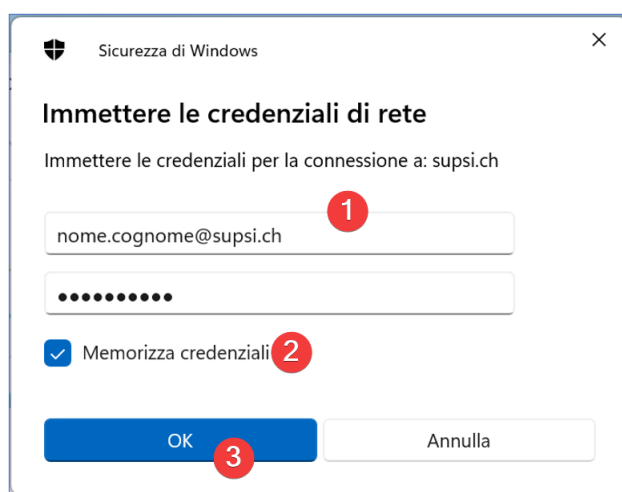 Sicurezza di Windows
Immettere le credenziali di rete
Immettere le credenziali per la connessione a: supsi.ch
1
nome.cognome@supsi.ch
••••••••••
Memorizza credenziali 2
OK Annulla
3